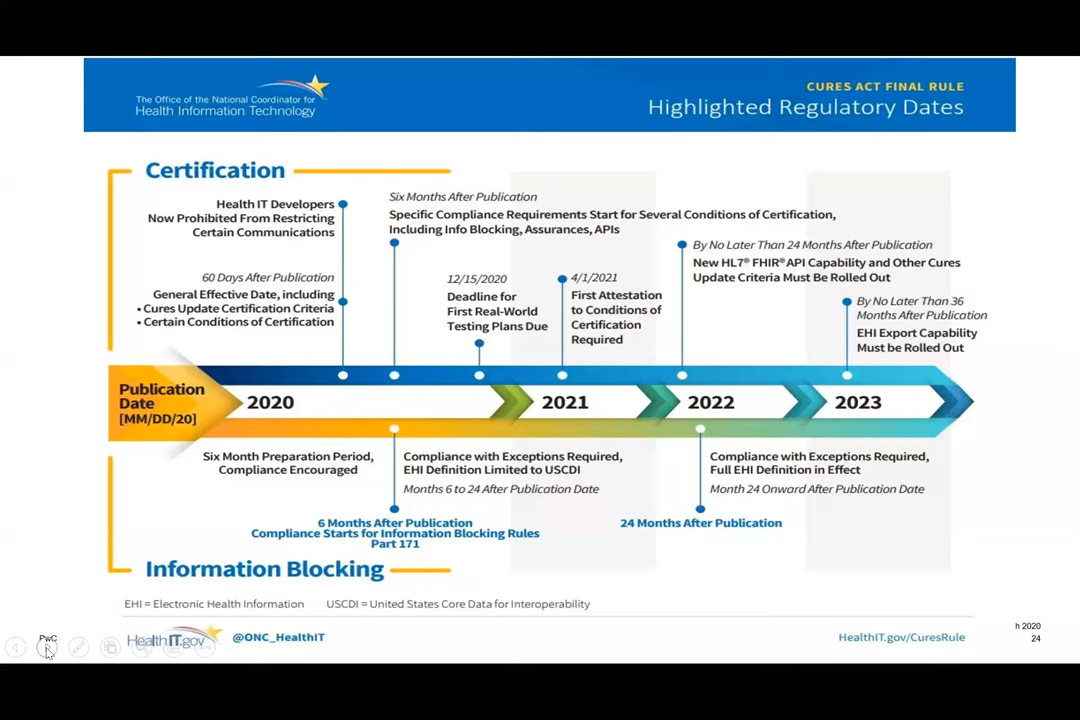 The Office of the National Coordinator for
Health Information Technology
CURES ACT FINAL RULE
Highlighted Regulatory Dates
Certification
Health IT Developers
Now Prohibited From Restricting
Certain Communications
60 Days After Publication
General Effective Date, including
• Cures Update Certification Criteria
• Certain Conditions of Certification
Six Months After Publication
Specific Compliance Requirements Start for Several Conditions of Certification,
Including Info Blocking, Assurances, APIs
12/15/2020
Deadline for
First Real-World
Testing Plans Due
4/1/2021
First Attestation
to Conditions of
Certification
Required
By No Later Than 24 Months After Publication
New HL7® FHIR® API Capability and Other Cures
Update Criteria Must Be Rolled Out
By No Later Than 36
Months After Publication
EHI Export Capability
Must be Rolled Out
Publication
Date
[MM/DD/20]
2020
2021
2022
2023
Six Month Preparation Period,
Compliance Encouraged
Compliance with Exceptions Required,
EHI Definition Limited to USCDI
Months 6 to 24 After Publication Date
Compliance with Exceptions Required,
Full EHI Definition in Effect
Month 24 Onward After Publication Date
6 Months After Publication
Compliance Starts for Information Blocking Rules
Part 171
24 Months After Publication
Information Blocking
EHI = Electronic Health Information
USCDI = United States Core Data for Interoperability
PwC
HealthIT.gov
@ONC_HealthIT
HealthIT.gov/CuresRule
h 2020
24